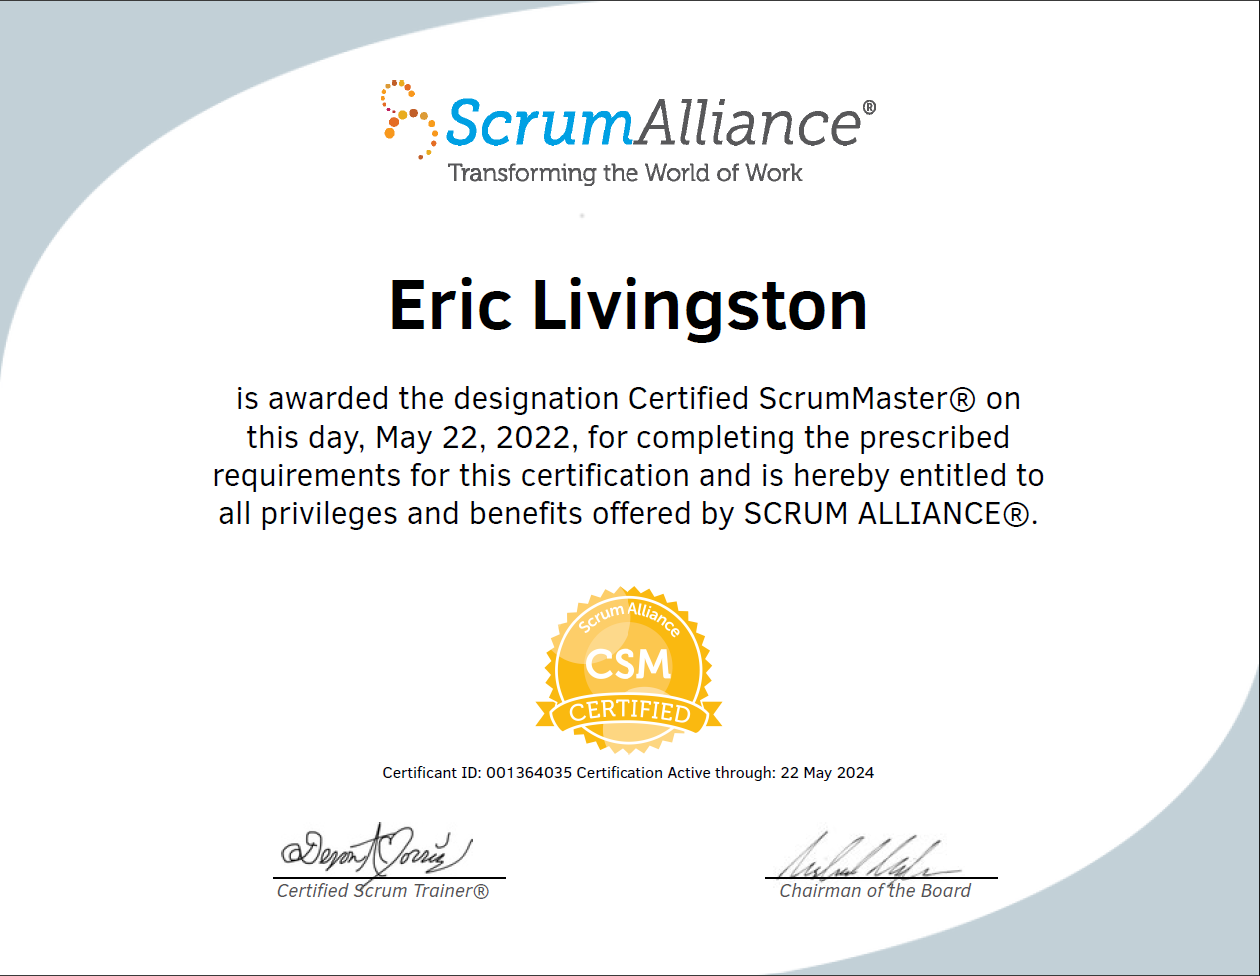 ScrumAlliance®
Transforming the World of Work
Eric Livingston
is awarded the designation Certified ScrumMaster® on
this day, May 22, 2022, for completing the prescribed
requirements for this certification and is hereby entitled to
all privileges and benefits offered by SCRUM ALLIANCE®.
Scrum Alliance
CSM
CERTIFIED
Certificant ID: 001364035 Certification Active through: 22 May 2024
Certified Scrum Trainer®
Chairman of the Board